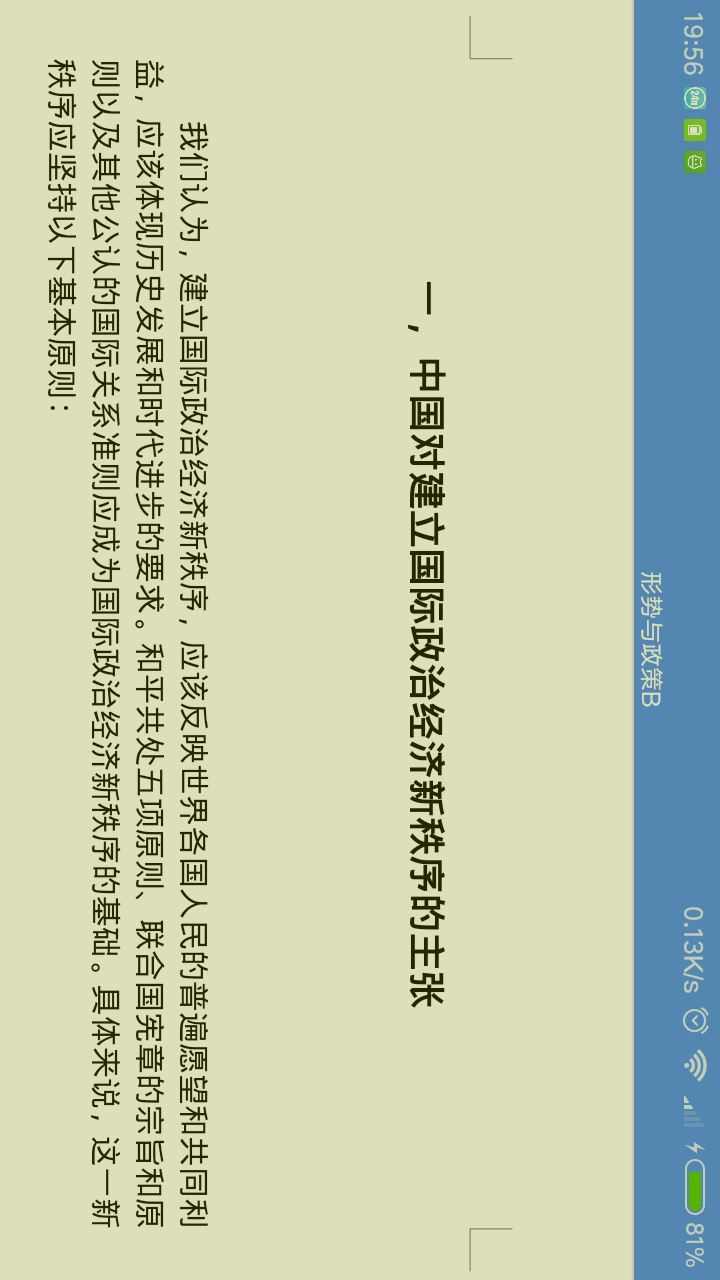 19:56 0.13K/s 81%
形势与政策B
一，中国对建立国际政治经济新秩序的主张
我们认为，建立国际政治经济新秩序，应该反映世界各国人民的普遍愿望和共同利
益，应该体现历史发展和时代进步的要求。和平共处五项原则、联合国宪章的宗旨和原
则以及其他公认的国际关系准则应成为国际政治经济新秩序的基础。具体来说，这一新
秩序应坚持以下基本原则：